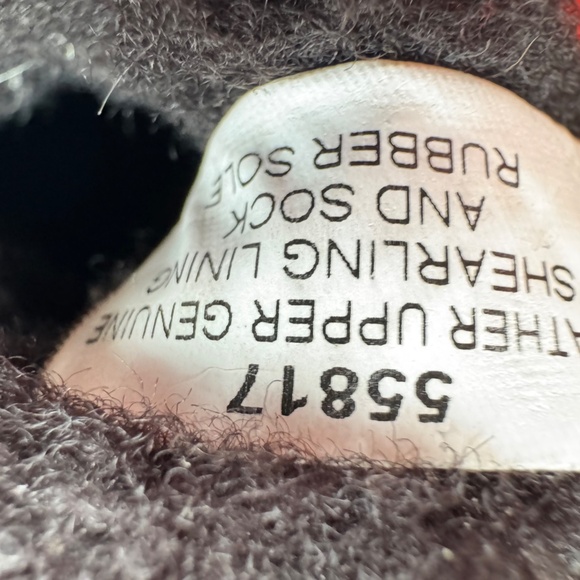 55817
ATHER UPPER GENUINE
SHEARLING LINING
AND SOCK
RUBBER SOLE